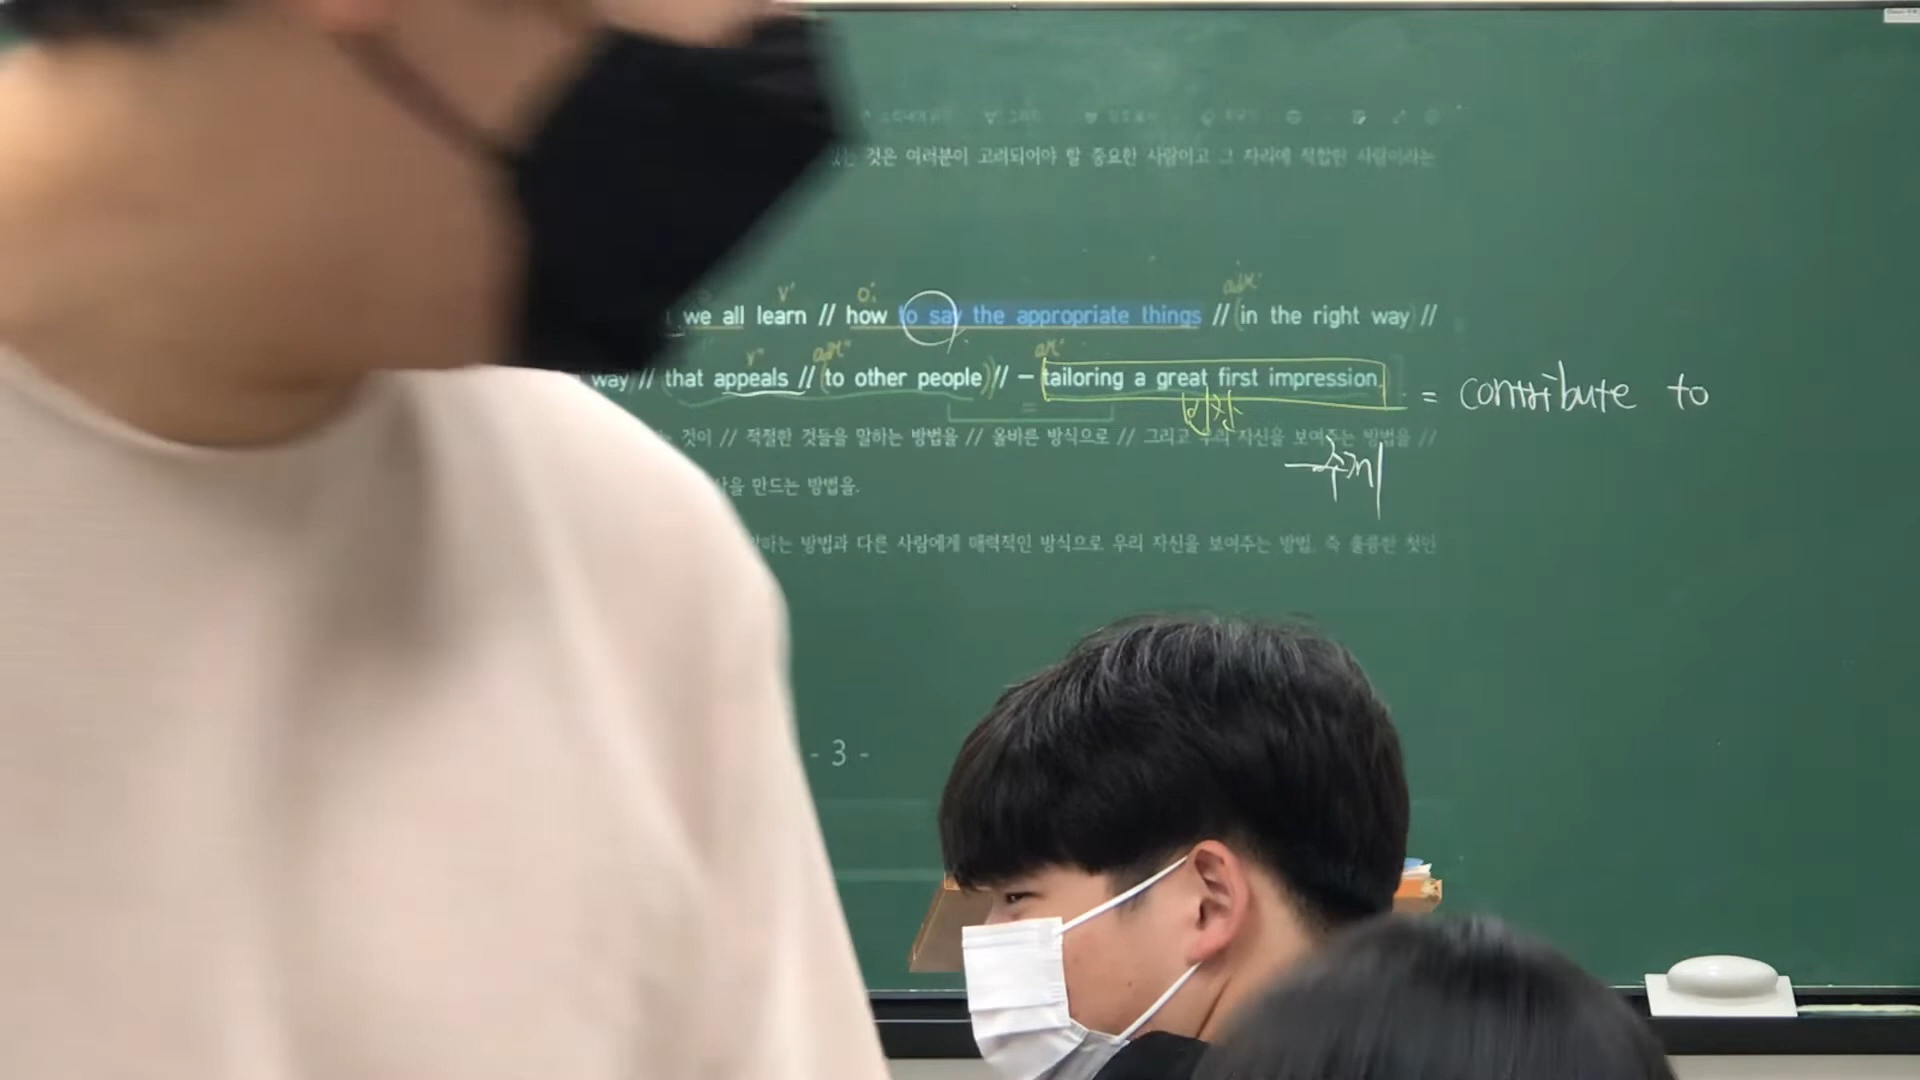 것은 여러분이 고려되어야 할 중요한 사람이고 그 자리에 적합한 사람이라는
v' o' adv'
we all learn // how to say the appropriate things // (in the right way) //
v''
way // (that appeals // (to other people)) // – tailoring a great first impression.
= contribute to
것이 // 적절한 것들을 말하는 방법을 // 올바른 방식으로 // 그리고 우리 자신을 보여주는 방법을 //
주제
만드는 방법을.
방법과 다른 사람에게 매력적인 방식으로 우리 자신을 보여주는 방법, 즉 훌륭한 첫인
- 3 -